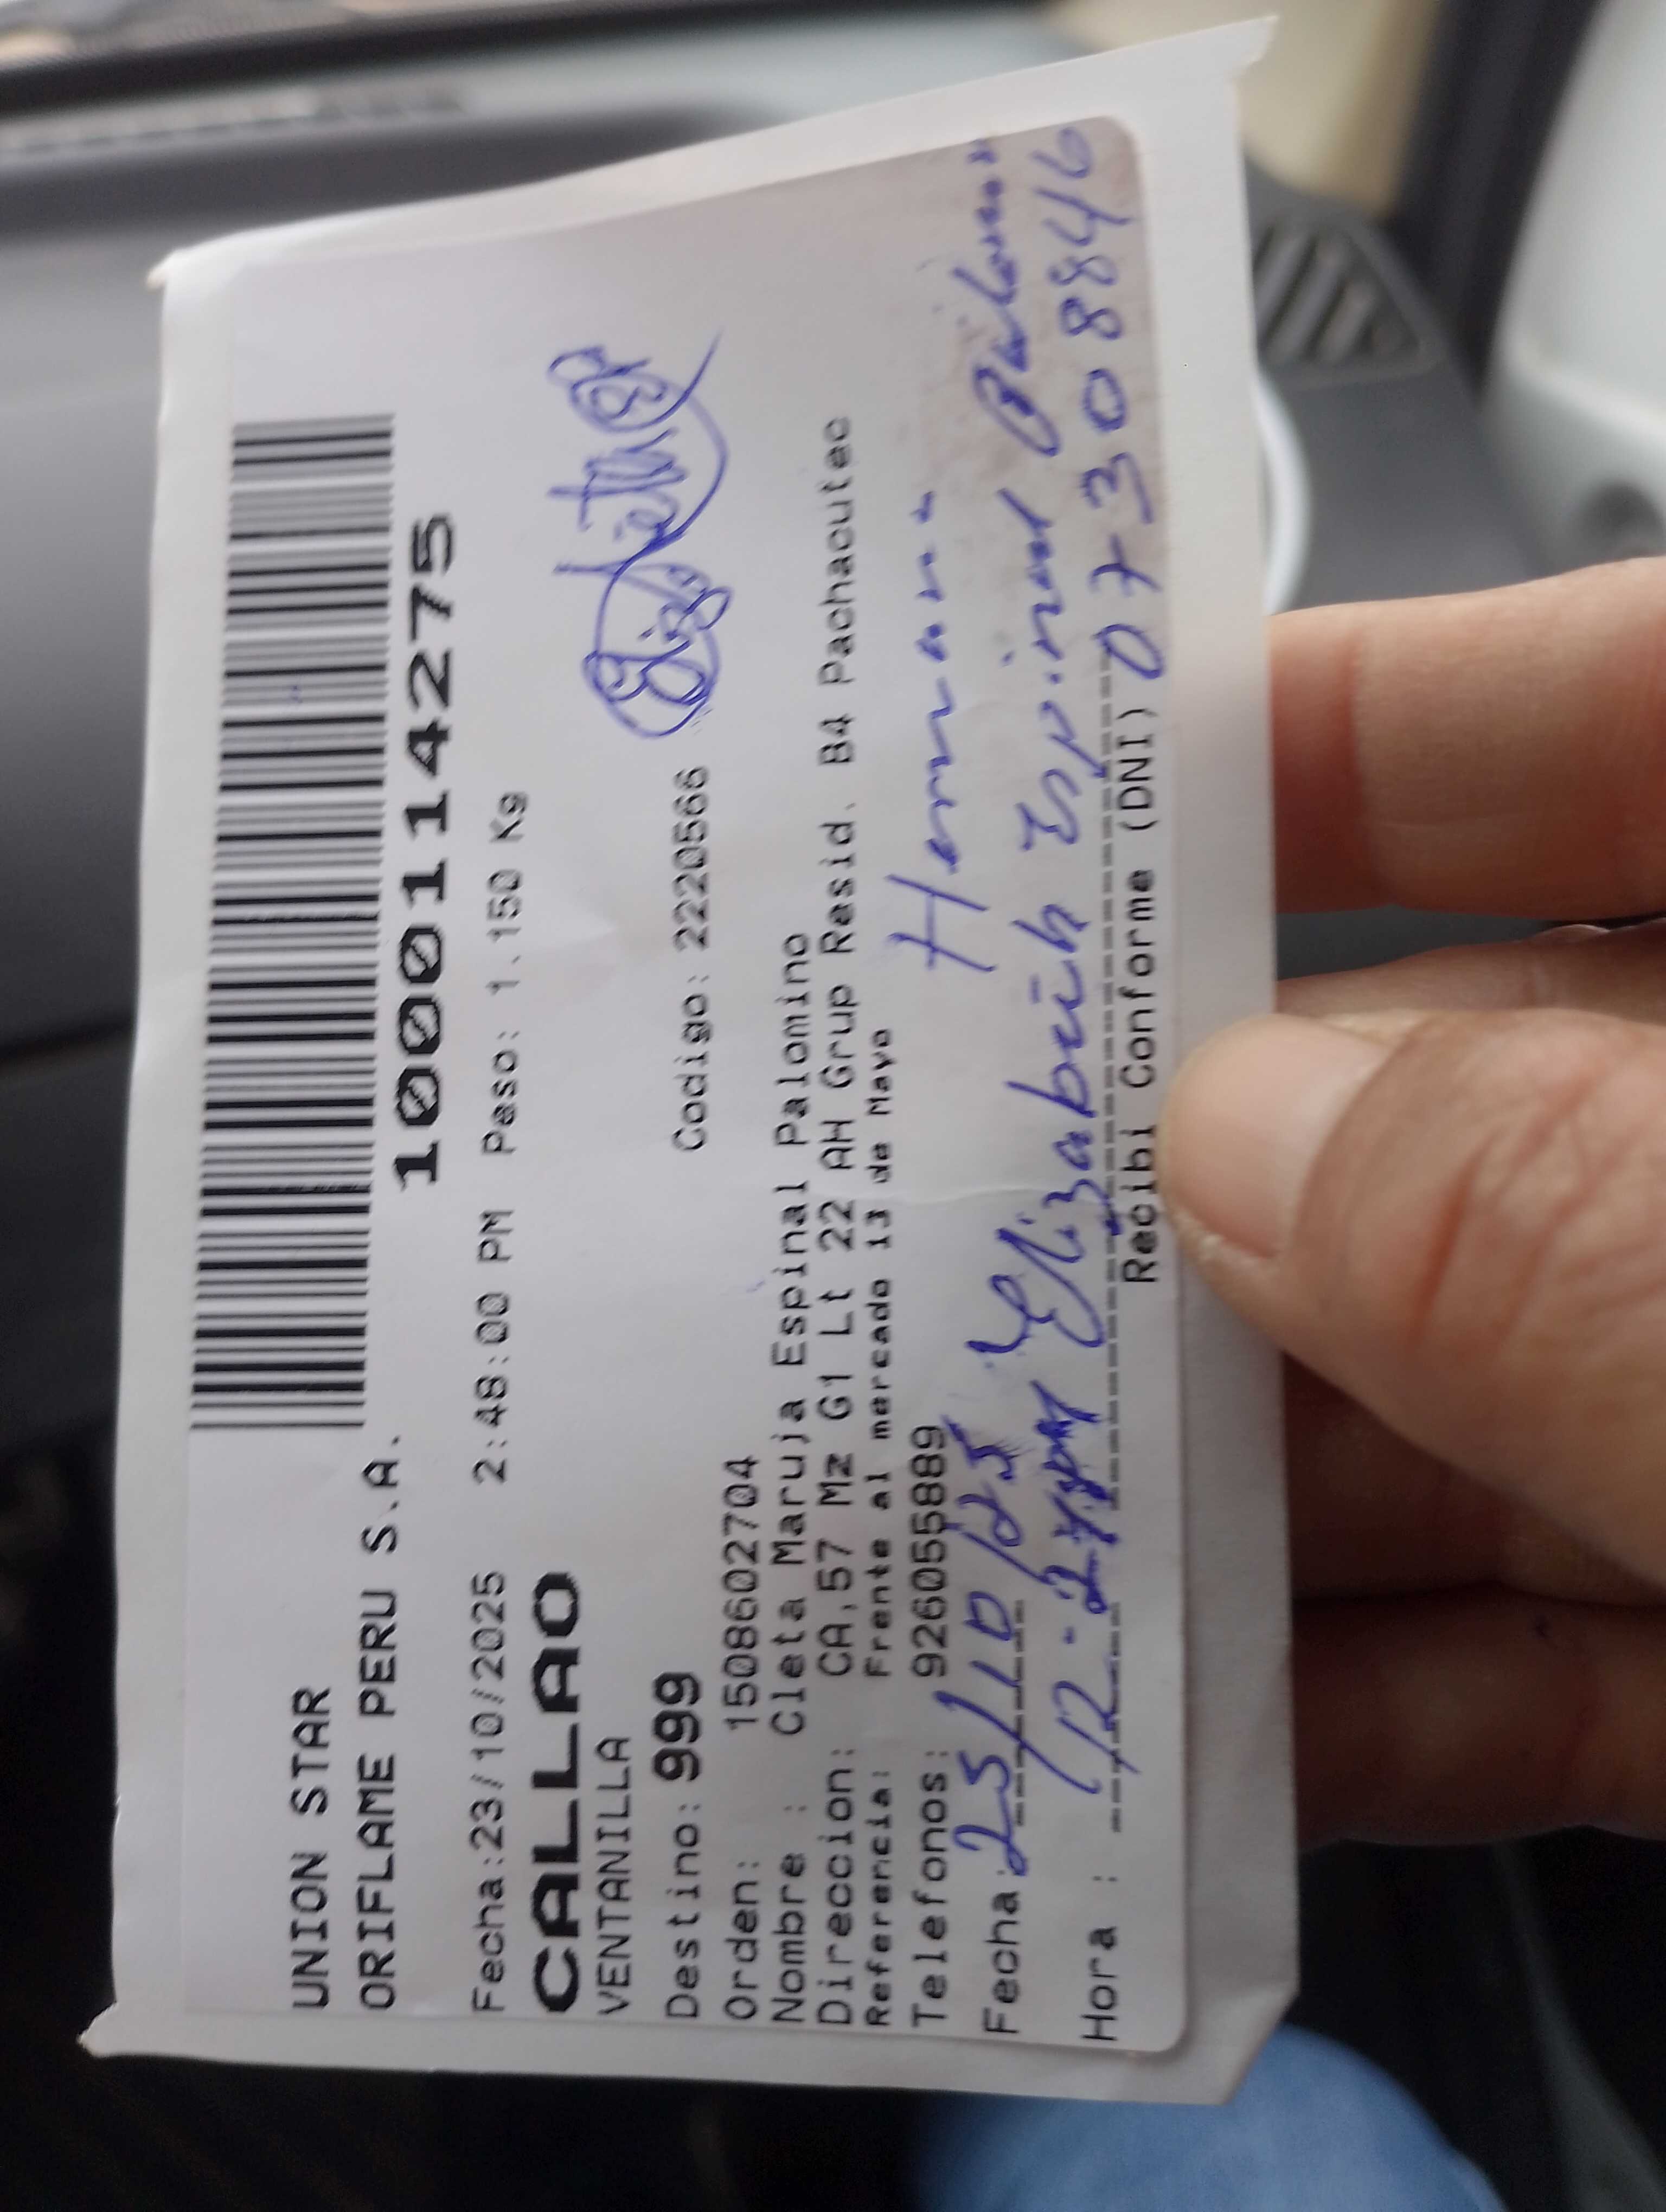 UNION STAR
ORIFLAME PERU S.A.
1000114275
Fecha:23/10/2025 2:48:00 PM Peso: 1.150 Kg
CALLAO
VENTANILLA
Destino: 999 Codigo: 2220566
Orden: 1508602704
Nombre : Cleta Maruja Espinal Palomino
Direccion: CA,57 Mz G1 Lt 22 AH Grup Resid. B4 Pachacutec
Referencia: Frente al mercado 13 de Mayo
Telefonos: 926055889
Hermana
Fecha: 25/10/25 Elizabeth Espinal
Hora : 12-
Recibi Conforme (DNI) 07308846